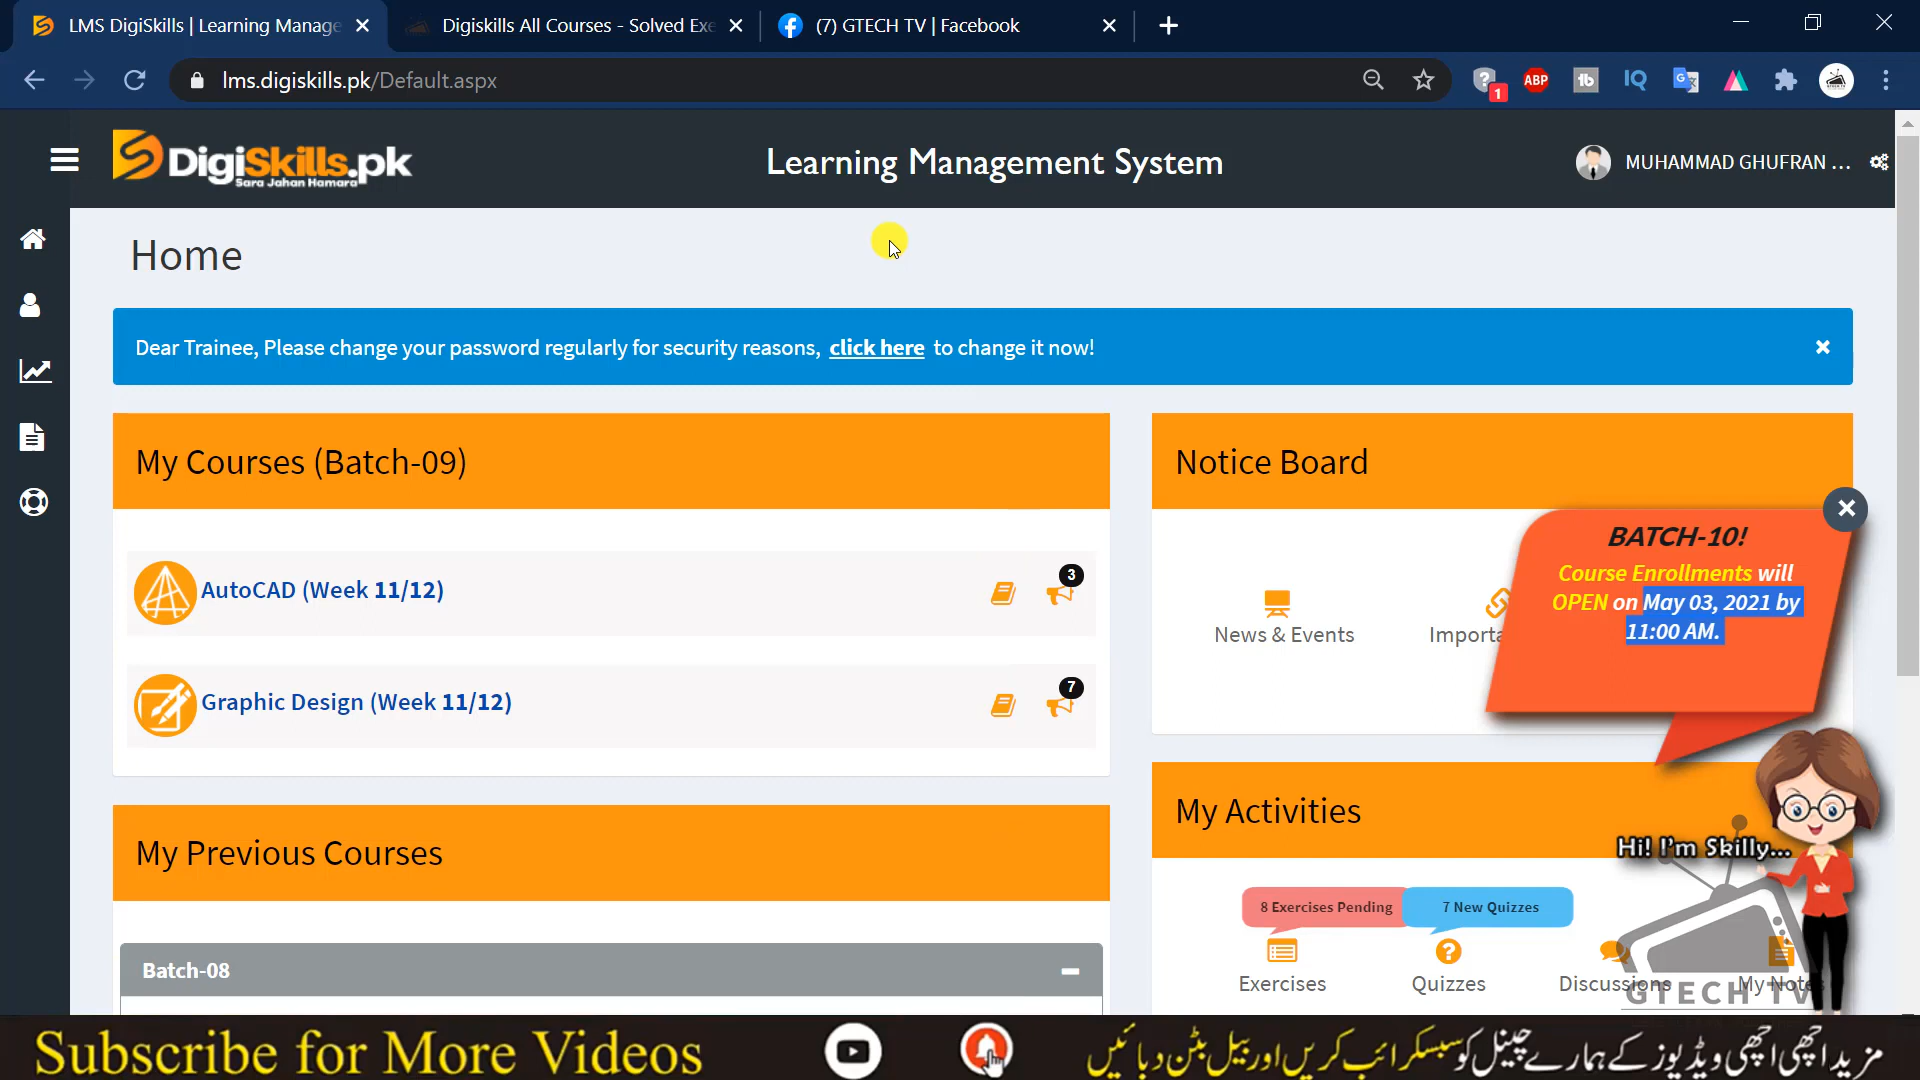 LMS DigiSkills | Learning Manage
Digiskills All Courses - Solved Exe
(7) GTECH TV | Facebook
lms.digiskills.pk/Default.aspx
1
ABP
DigiSkills.pk
Sara Jahan Hamara
Learning Management System
MUHAMMAD GHUFRAN ...
Home
Dear Trainee, Please change your password regularly for security reasons, click here to change it now!
My Courses (Batch-09)
AutoCAD (Week 11/12)
3
Graphic Design (Week 11/12)
7
Notice Board
News & Events
Importa
BATCH-10!
Course Enrollments will
OPEN on May 03, 2021 by
11:00 AM.
My Previous Courses
Batch-08
My Activities
Hi! I'm Skilly...
8 Exercises Pending
7 New Quizzes
Exercises
Quizzes
Discussions
My Note
GTECH TV
Subscribe for More Videos
مزید اچھی اچھی ویڈیوز کے ہمارے چینل کو سبسکرائب کریں اور بیل بٹن دبائیں